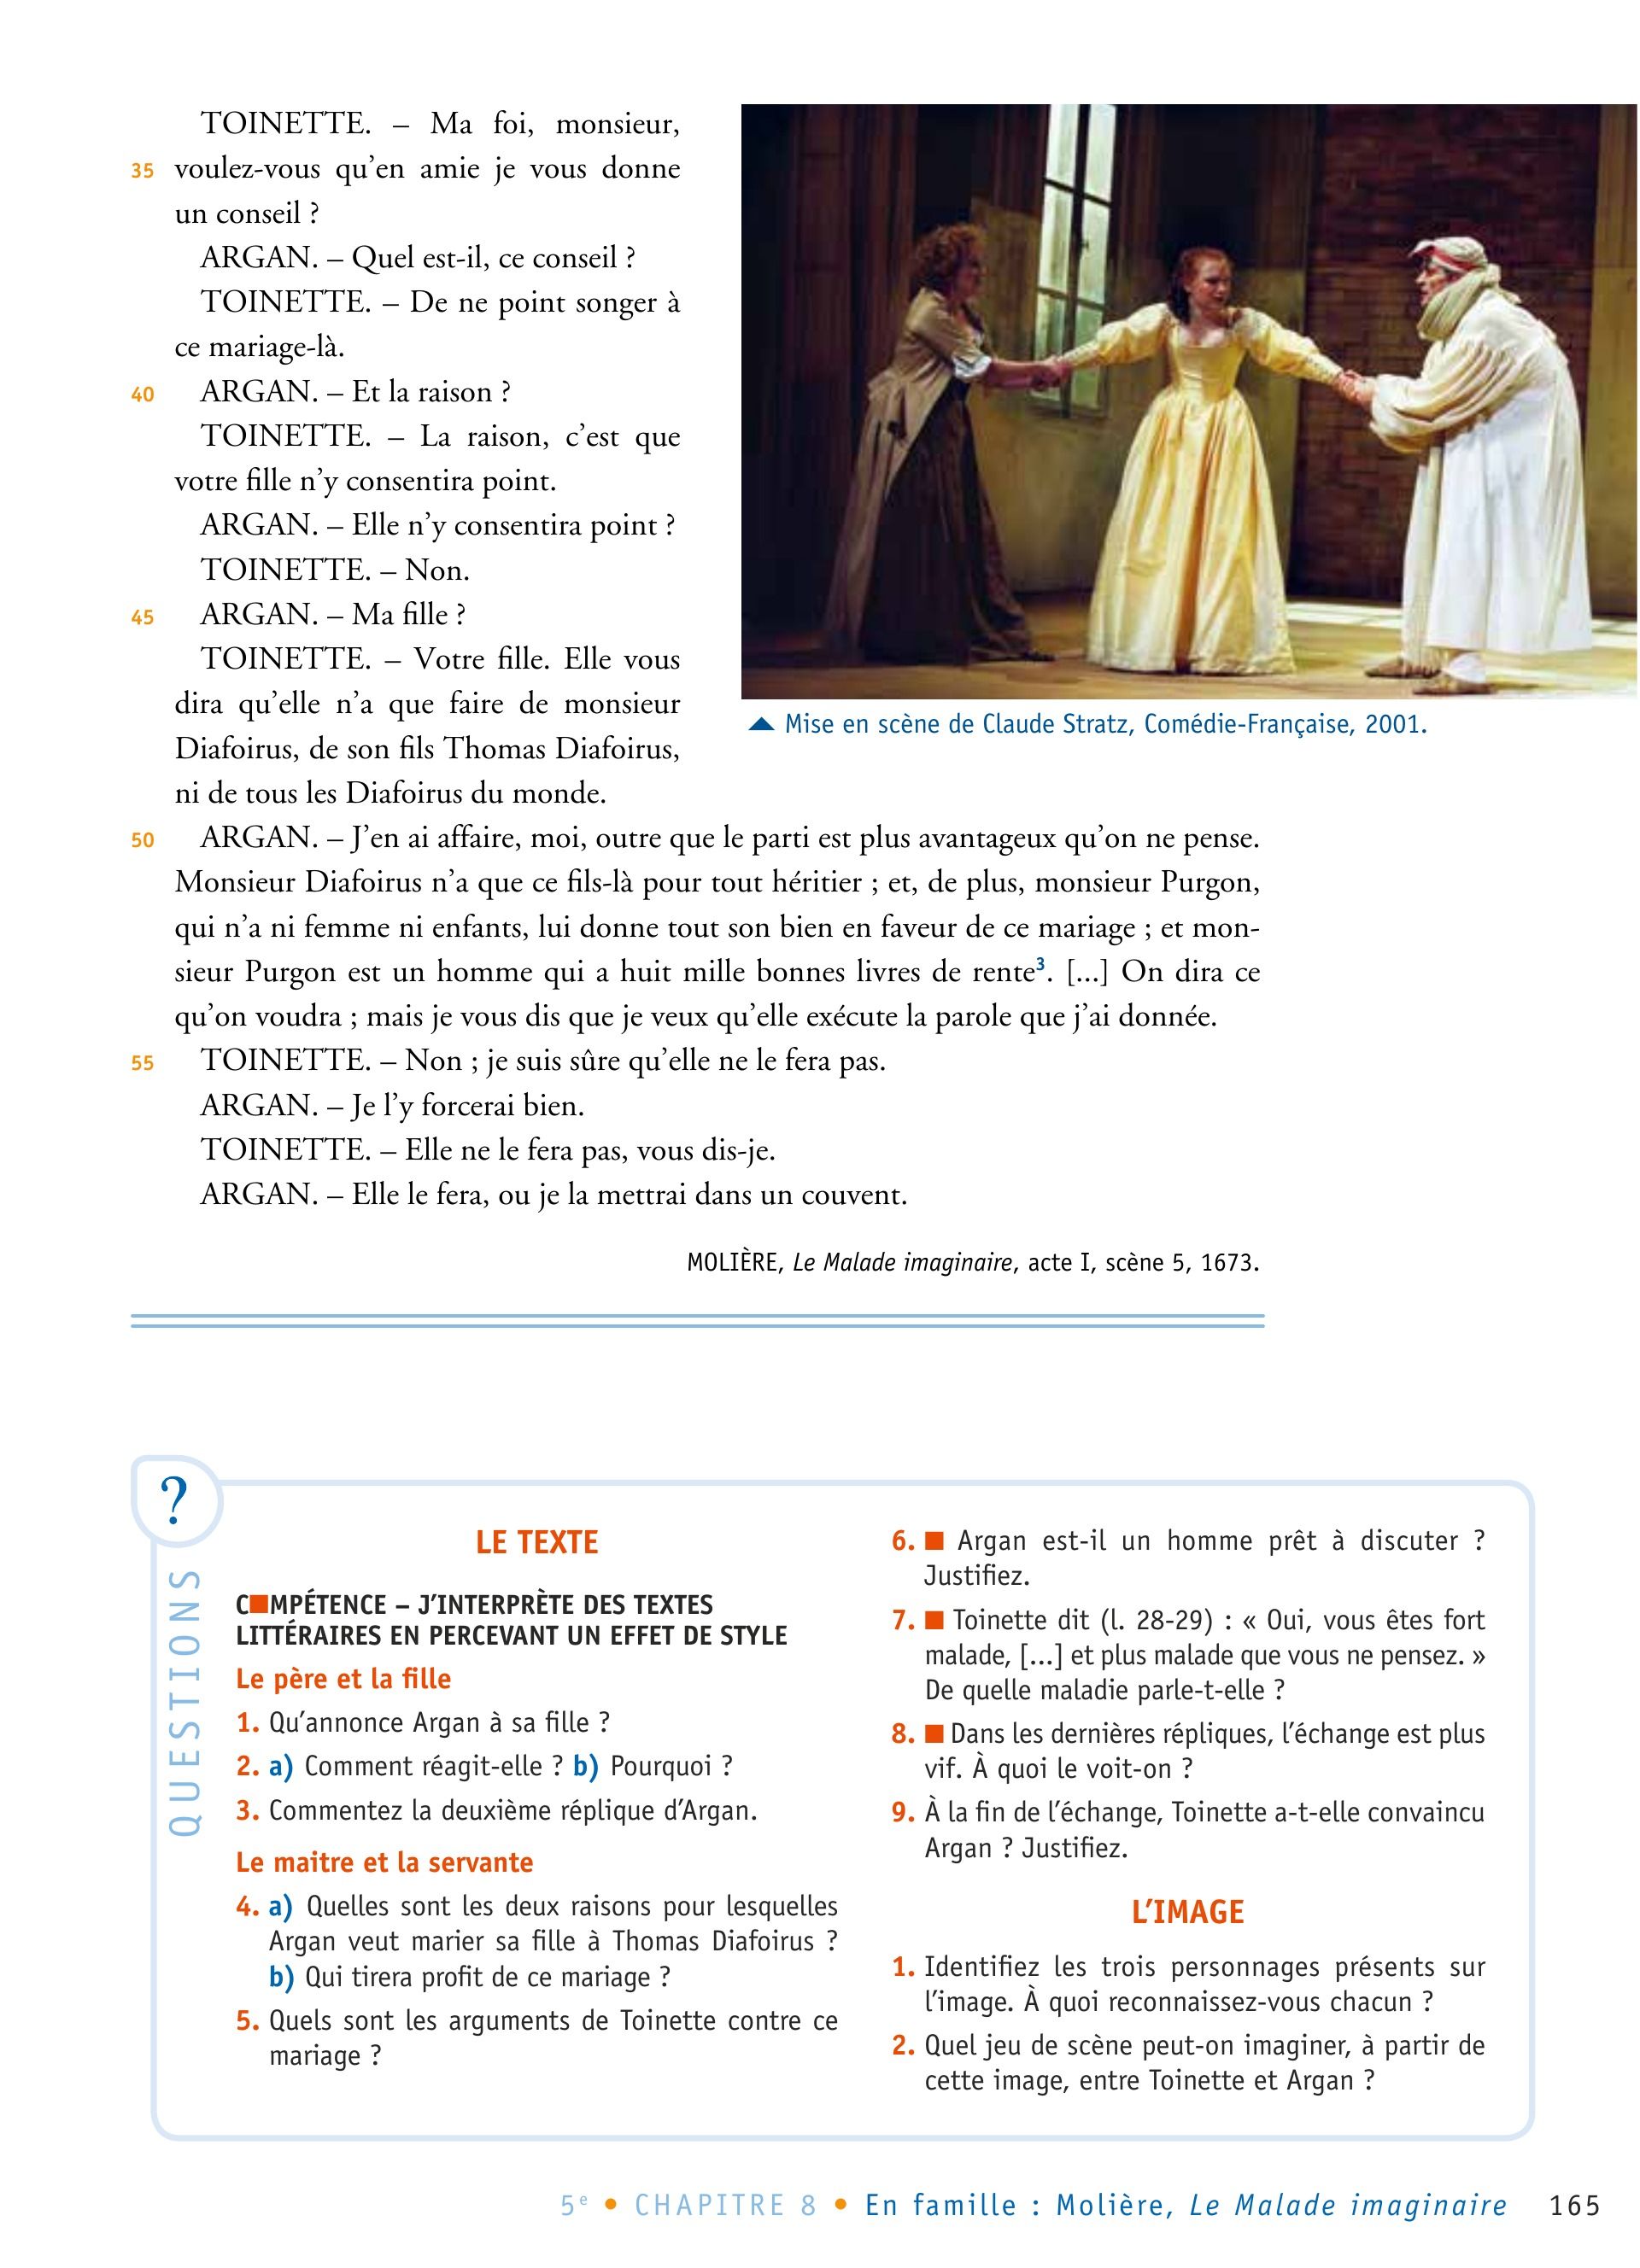 TOINETTE. – Ma foi, monsieur,
35 voulez-vous qu'en amie je vous donne
un conseil ?
ARGAN. – Quel est-il, ce conseil ?
TOINETTE. – De ne point songer à
ce mariage-là.
40 ARGAN. – Et la raison ?
TOINETTE. – La raison, c'est que
votre fille n'y consentira point.
ARGAN. – Elle n'y consentira point ?
TOINETTE. – Non.
45 ARGAN. – Ma fille ?
TOINETTE. – Votre fille. Elle vous
dira qu'elle n'a que faire de monsieur
Diafoirus, de son fils Thomas Diafoirus,
ni de tous les Diafoirus du monde.
▲ Mise en scène de Claude Stratz, Comédie-Française, 2001.
50 ARGAN. – J'en ai affaire, moi, outre que le parti est plus avantageux qu'on ne pense.
Monsieur Diafoirus n'a que ce fils-là pour tout héritier ; et, de plus, monsieur Purgon,
qui n'a ni femme ni enfants, lui donne tout son bien en faveur de ce mariage ; et mon-
sieur Purgon est un homme qui a huit mille bonnes livres de rente³. [...] On dira ce
qu'on voudra ; mais je vous dis que je veux qu'elle exécute la parole que j'ai donnée.
55 TOINETTE. – Non ; je suis sûre qu'elle ne le fera pas.
ARGAN. – Je l'y forcerai bien.
TOINETTE. – Elle ne le fera pas, vous dis-je.
ARGAN. – Elle le fera, ou je la mettrai dans un couvent.
MOLIÈRE, Le Malade imaginaire, acte I, scène 5, 1673.
?
QUESTIONS
LE TEXTE
C■MPÉTENCE – J'INTERPRÈTE DES TEXTES
LITTÉRAIRES EN PERCEVANT UN EFFET DE STYLE
Le père et la fille
1. Qu'annonce Argan à sa fille ?
2. a) Comment réagit-elle ? b) Pourquoi ?
3. Commentez la deuxième réplique d'Argan.
Le maitre et la servante
4. a) Quelles sont les deux raisons pour lesquelles
Argan veut marier sa fille à Thomas Diafoirus ?
b) Qui tirera profit de ce mariage ?
5. Quels sont les arguments de Toinette contre ce
mariage ?
6. ■ Argan est-il un homme prêt à discuter ?
Justifiez.
7. ■ Toinette dit (l. 28-29) : « Oui, vous êtes fort
malade, [...] et plus malade que vous ne pensez. »
De quelle maladie parle-t-elle ?
8. ■ Dans les dernières répliques, l'échange est plus
vif. À quoi le voit-on ?
9. À la fin de l'échange, Toinette a-t-elle convaincu
Argan ? Justifiez.
L'IMAGE
1. Identifiez les trois personnages présents sur
l'image. À quoi reconnaissez-vous chacun ?
2. Quel jeu de scène peut-on imaginer, à partir de
cette image, entre Toinette et Argan ?
5e • CHAPITRE 8 • En famille : Molière, Le Malade imaginaire 165